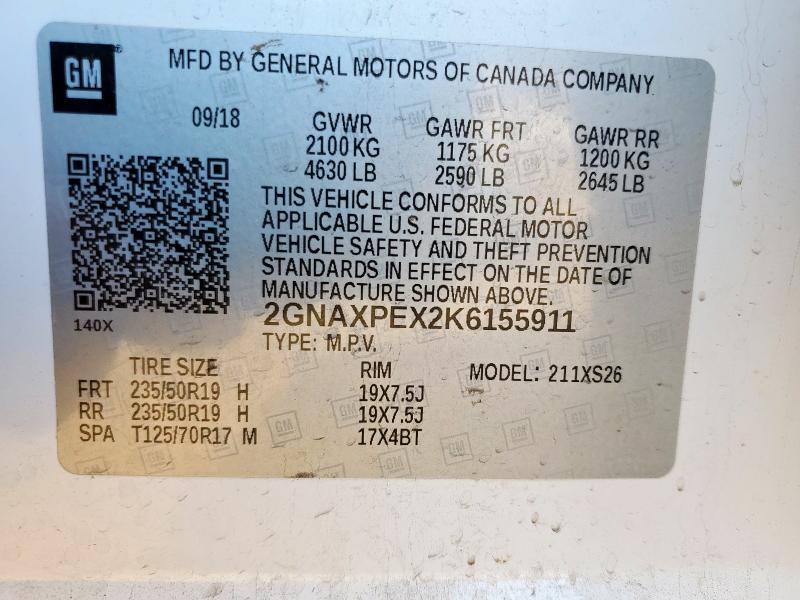 GM
MFD BY GENERAL MOTORS OF CANADA COMPANY
09/18 GVWR GAWR FRT GAWR RR
2100 KG 1175 KG 1200 KG
4630 LB 2590 LB 2645 LB
THIS VEHICLE CONFORMS TO ALL
APPLICABLE U.S. FEDERAL MOTOR
VEHICLE SAFETY AND THEFT PREVENTION
STANDARDS IN EFFECT ON THE DATE OF
MANUFACTURE SHOWN ABOVE.
140X
2GNAXPEX2K6155911
TYPE: M.P.V.
TIRE SIZE RIM MODEL: 211XS26
FRT 235/50R19 H 19X7.5J
RR 235/50R19 H 19X7.5J
SPA T125/70R17 M 17X4BT